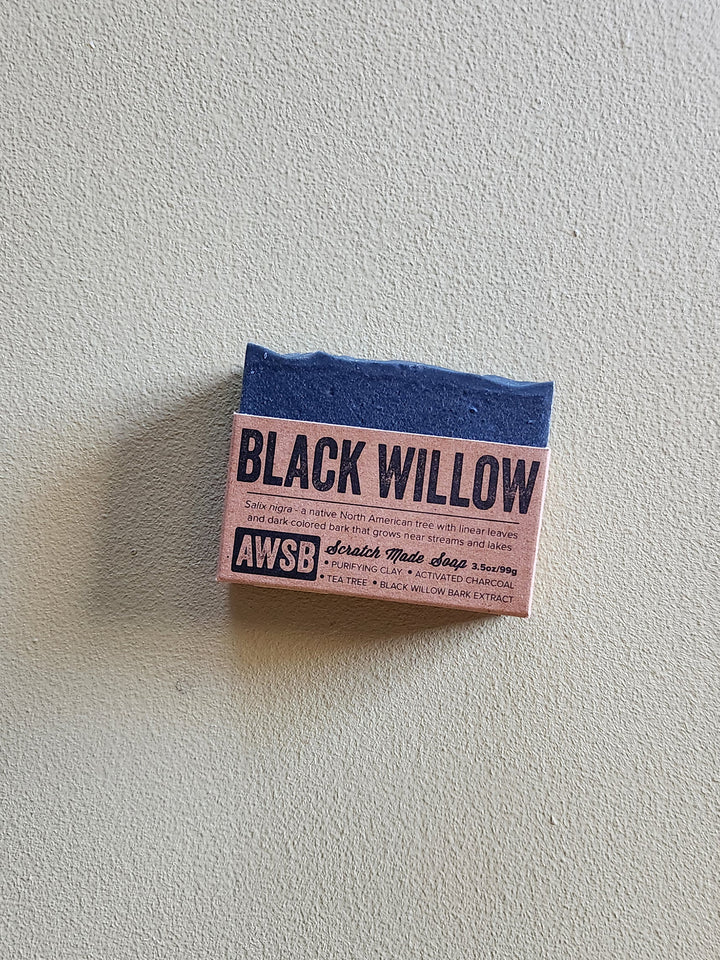 BLACK WILLOW
Salix nigra - a native North American tree with linear leaves
and dark colored bark that grows near streams and lakes
AWSB Scratch Made Soap 3.5oz/99g
• PURIFYING CLAY • ACTIVATED CHARCOAL
• TEA TREE • BLACK WILLOW BARK EXTRACT